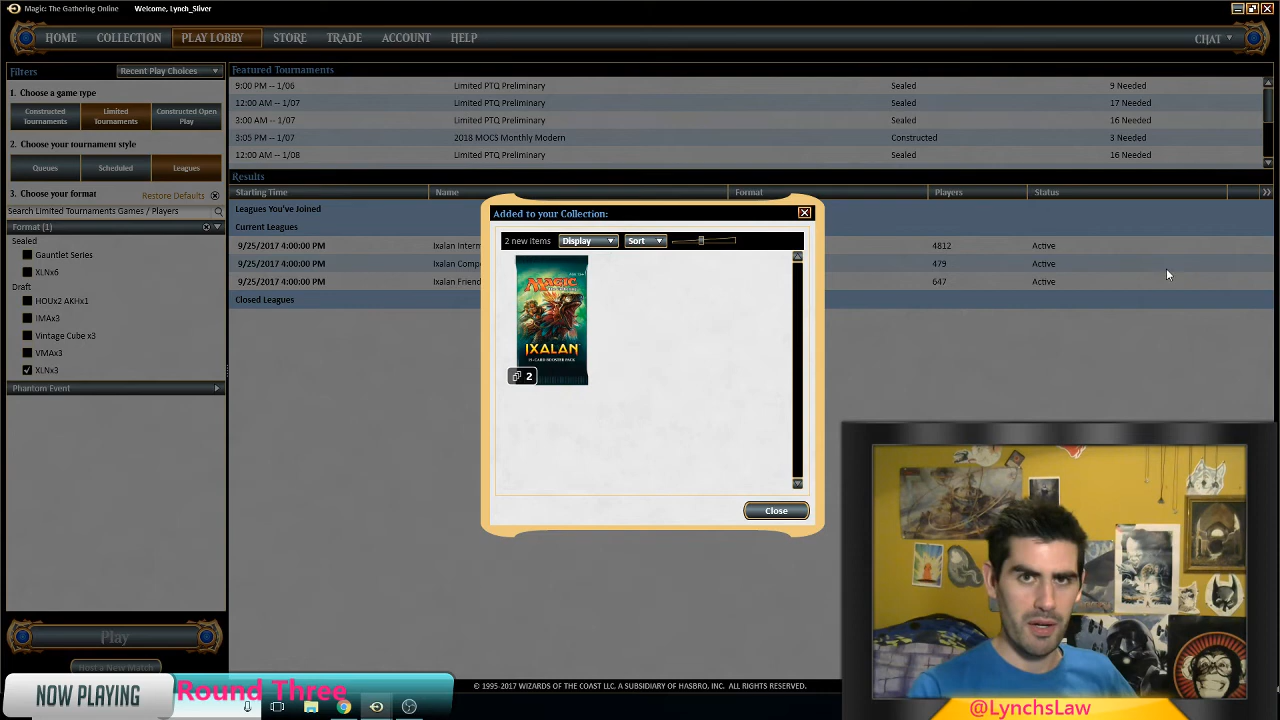 Magic: The Gathering Online
Welcome, Lynch_Sliver
HOME COLLECTION PLAY LOBBY STORE TRADE ACCOUNT HELP CHAT
Filters
Recent Play Choices
1. Choose a game type
Constructed Tournaments
Limited Tournaments
Constructed Open Play
2. Choose your tournament style
Queues Scheduled Leagues
3. Choose your format
Restore Defaults
Search Limited Tournaments Games / Players
Format (1)
Sealed
Gauntlet Series
XLNx6
Draft
HOUx2 AKHx1
IMAx3
Vintage Cube x3
VMAx3
XLNx3
Phantom Event
Play
Host a New Match
Featured Tournaments
9:00 PM -- 1/06 Limited PTQ Preliminary Sealed 9 Needed
12:00 AM -- 1/07 Limited PTQ Preliminary Sealed 17 Needed
3:00 AM -- 1/07 Limited PTQ Preliminary Sealed 16 Needed
3:05 PM -- 1/07 2018 MOCS Monthly Modern Constructed 3 Needed
12:00 AM -- 1/08 Limited PTQ Preliminary Sealed 16 Needed
Results
Starting Time Name Format Players Status
Leagues You've Joined
Current Leagues
9/25/2017 4:00:00 PM Ixalan Interm 4812 Active
9/25/2017 4:00:00 PM Ixalan Compe 479 Active
9/25/2017 4:00:00 PM Ixalan Friend 647 Active
Closed Leagues
Added to your Collection:
2 new items Display Sort
MAGIC
IXALAN
15-CARD BOOSTER PACK
2
Close
© 1995-2017 WIZARDS OF THE COAST LLC. A SUBSIDIARY OF HASBRO, INC. ALL RIGHTS RESERVED.
NOW PLAYING
Round Three
@LynchsLaw